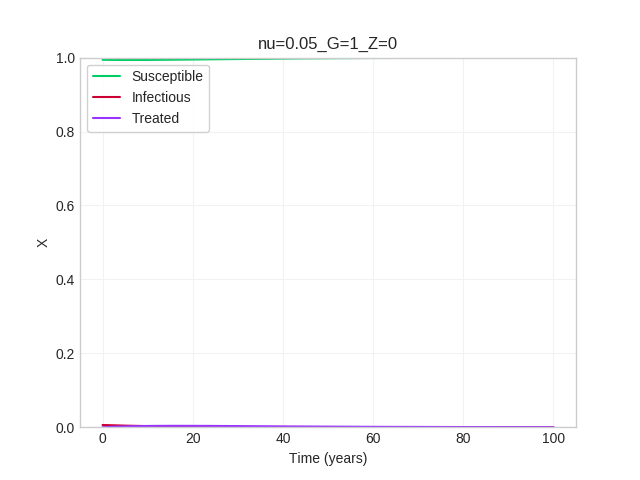 nu=0.05_G=1_Z=0
1.0
0.8
0.6
0.4
0.2
0.0
X
Susceptible
Infectious
Treated
0 20 40 60 80 100
Time (years)